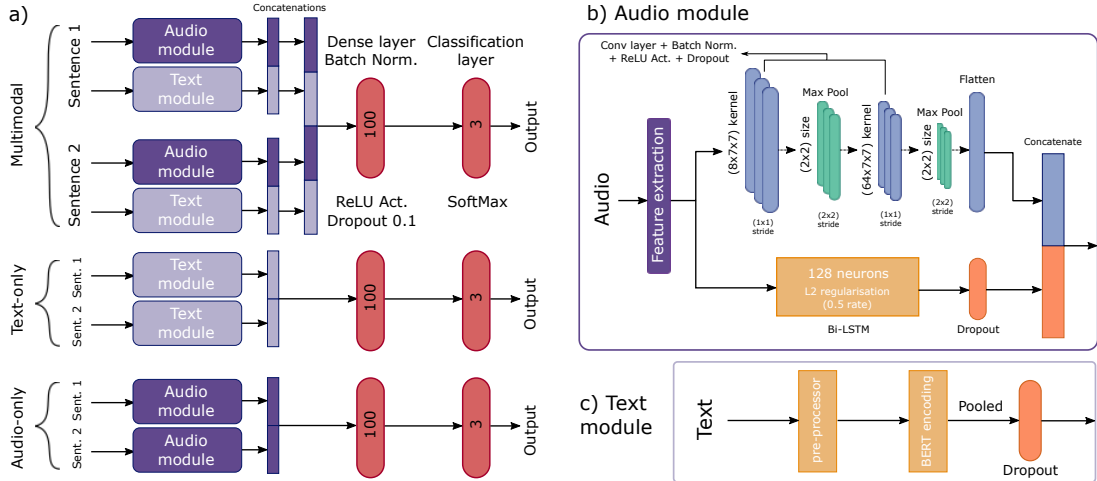 a)
Multimodal
Sentence 1
Audio
module
Text
module
Sentence 2
Audio
module
Text
module
Concatenations
Dense layer
Batch Norm.
100
ReLU Act.
Dropout 0.1
Classification
layer
3
SoftMax
Output
Text-only
Sent. 1
Sent. 2
Text
module
Text
module
100
3
Output
Audio-only
Sent. 1
Sent. 2
Audio
module
Audio
module
100
3
Output
b) Audio module
Conv layer + Batch Norm.
+ ReLU Act. + Dropout
Audio
Feature extraction
(8x7x7) kernel
(1x1)
stride
Max Pool
(2x2) size
(2x2)
stride
(64x7x7) kernel
(1x1)
stride
Max Pool
(2x2) size
(2x2)
stride
Flatten
Concatenate
128 neurons
L2 regularisation
(0.5 rate)
Bi-LSTM
Dropout
c) Text
module
Text
pre-processor
BERT encoding
Pooled
Dropout